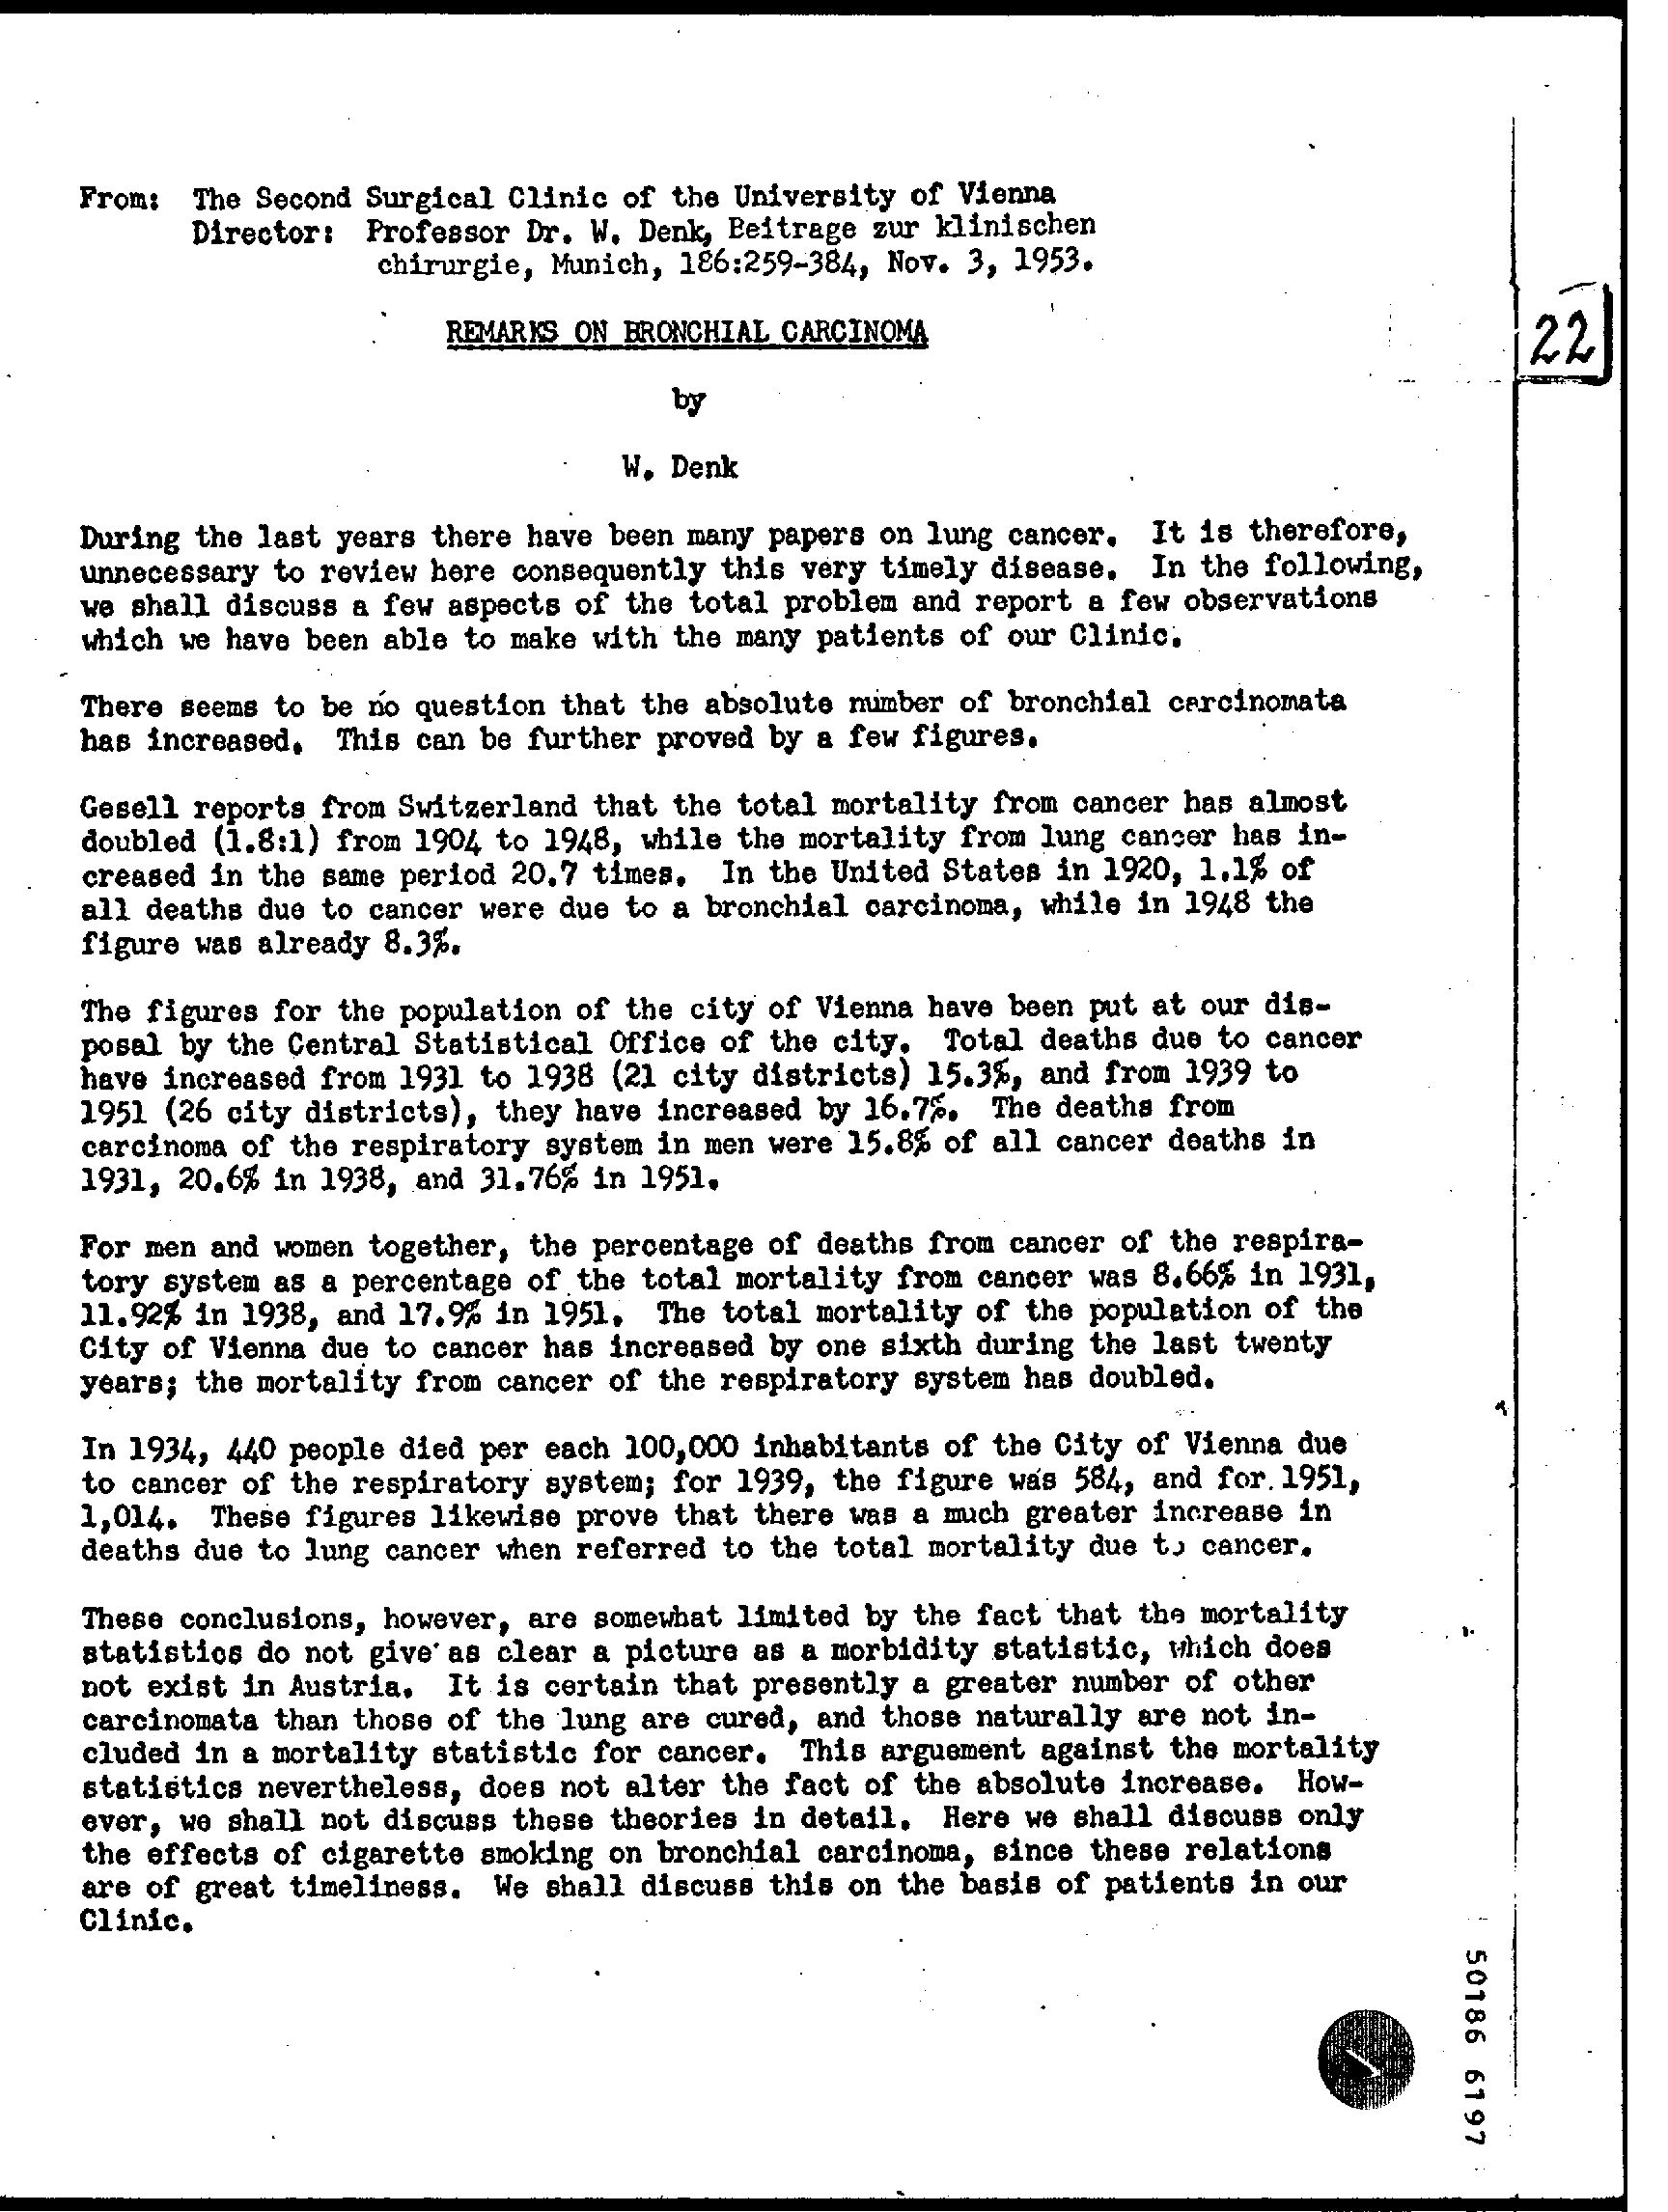 From: The Second Surgical Clinic of the University of Vienna
Director: Professor Dr. W. Denk, Beitrage zur klinischen
chirurgie, Munich, 186:259-384, Nov. 3, 1953.
REMARKS ON BRONCHIAL CARCINOMA
22
by
W. Denk
During the last years there have been many papers on lung cancer. It is therefore,
unnecessary to review here consequently this very timely disease. In the following,
we shall discuss a few aspects of the total problem and report a few observations
which we have been able to make with the many patients of our Clinic.
There seems to be no question that the absolute number of bronchial carcinomata
has increased. This can be further proved by a few figures.
Gesell reports from Switzerland that the total mortality from cancer has almost
doubled (1.8:1) from 1904 to 1948, while the mortality from lung cancer has in-
creased in the same period 20.7 times. In the United States in 1920, 1.1% of
all deaths due to cancer were due to a bronchial carcinoma, while in 1948 the
figure was already 8.3%.
The figures for the population of the city of Vienna have been put at our dis-
posal by the Central Statistical Office of the city. Total deaths due to cancer
have increased from 1931 to 1938 (21 city districts) 15.3%, and from 1939 to
1951 (26 city districts), they have increased by 16.7%. The deaths from
carcinoma of the respiratory system in men were 15.8% of all cancer deaths in
1931, 20.6% in 1938, and 31.76% in 1951.
For men and women together, the percentage of deaths from cancer of the respira-
tory system as a percentage of the total mortality from cancer was 8.66% in 1931,
11.92% in 1938, and 17.9% in 1951. The total mortality of the population of the
City of Vienna due to cancer has increased by one sixth during the last twenty
years; the mortality from cancer of the respiratory system has doubled.
In 1934, 440 people died per each 100,000 inhabitants of the City of Vienna due
to cancer of the respiratory system; for 1939, the figure was 584, and for 1951,
1,014. These figures likewise prove that there was a much greater increase in
deaths due to lung cancer when referred to the total mortality due to cancer.
These conclusions, however, are somewhat limited by the fact that the mortality
statistics do not give as clear a picture as a morbidity statistic, which does
not exist in Austria. It is certain that presently a greater number of other
carcinomata than those of the lung are cured, and those naturally are not in-
cluded in a mortality statistic for cancer. This arguement against the mortality
statistics nevertheless, does not alter the fact of the absolute increase. How-
ever, we shall not discuss these theories in detail. Here we shall discuss only
the effects of cigarette smoking on bronchial carcinoma, since these relations
are of great timeliness. We shall discuss this on the basis of patients in our
Clinic.
50186 6197